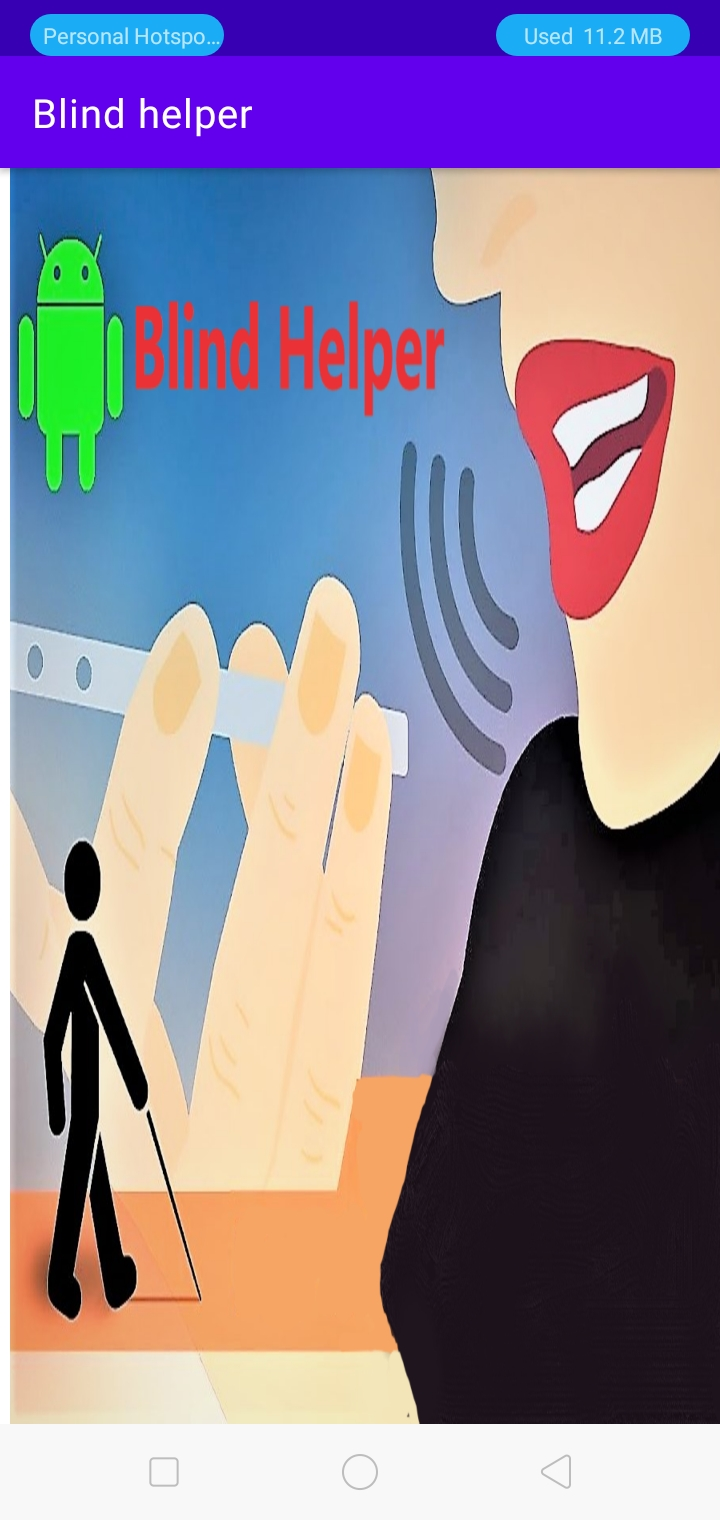 Personal Hotspo...
Used 11.2 MB
Blind helper
Blind Helper